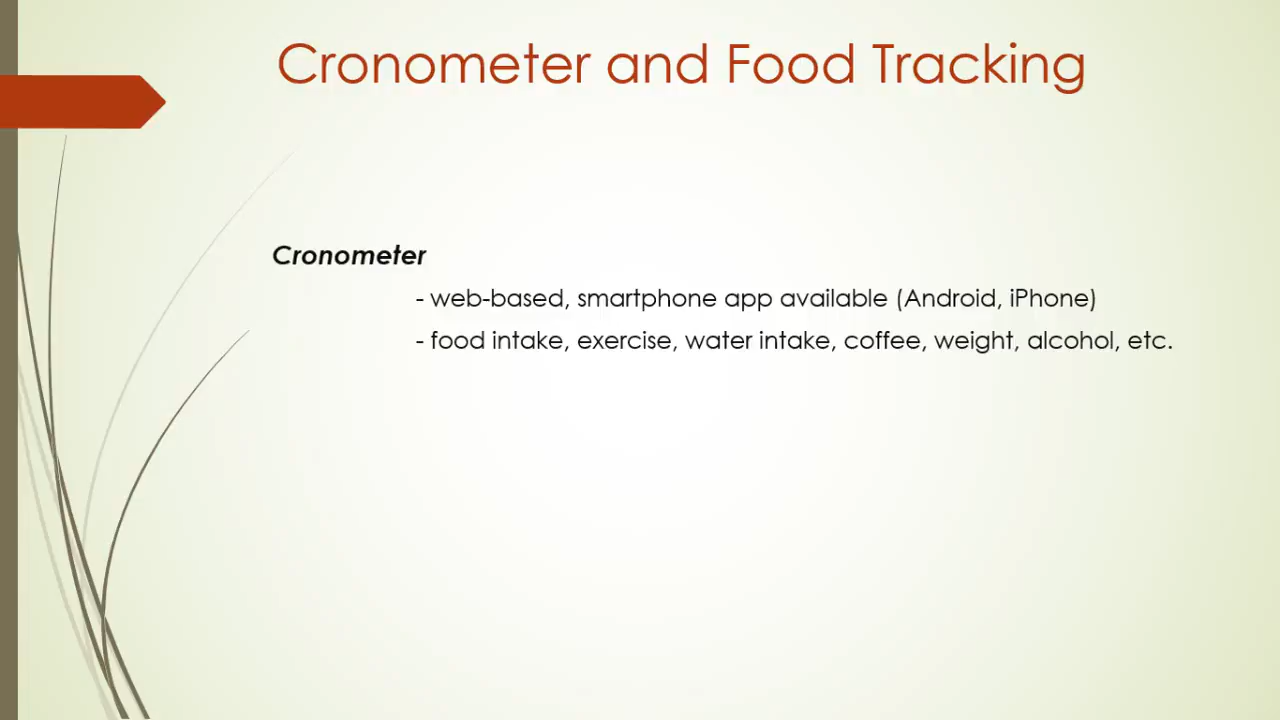 Cronometer and Food Tracking
Cronometer
- web-based, smartphone app available (Android, iPhone)
- food intake, exercise, water intake, coffee, weight, alcohol, etc.